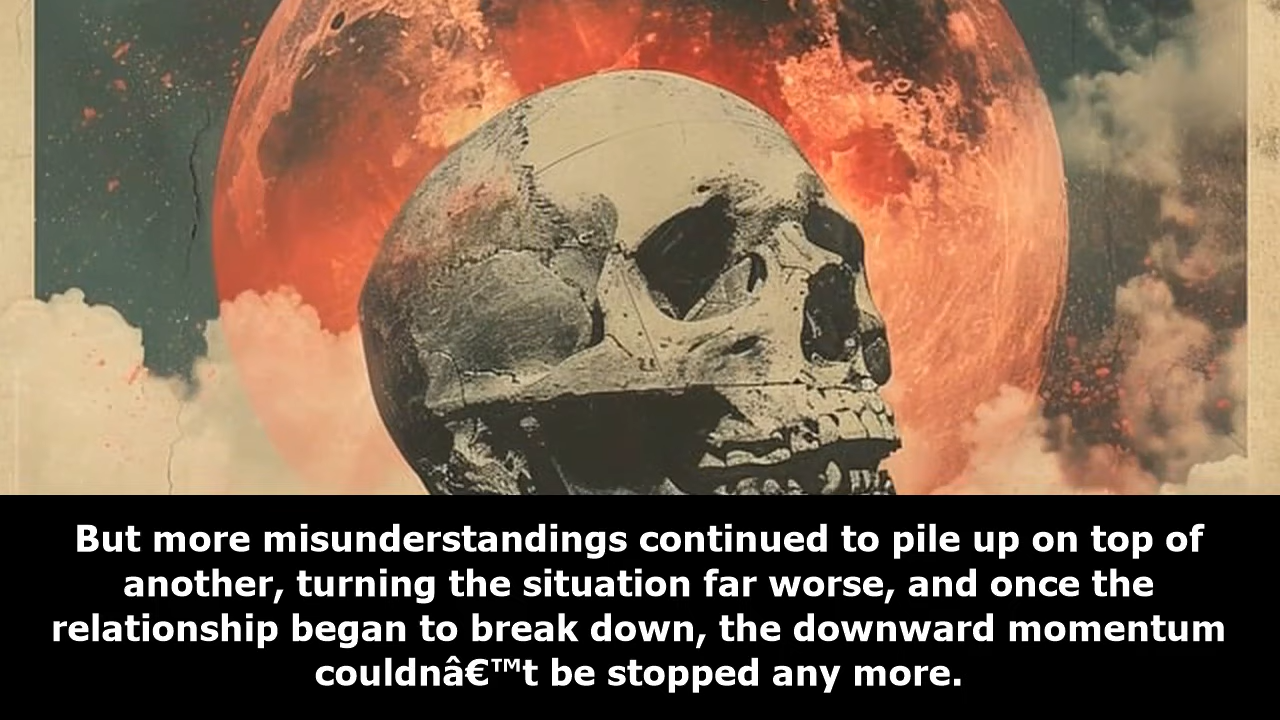 But more misunderstandings continued to pile up on top of
another, turning the situation far worse, and once the
relationship began to break down, the downward momentum
couldnâ€™t be stopped any more.